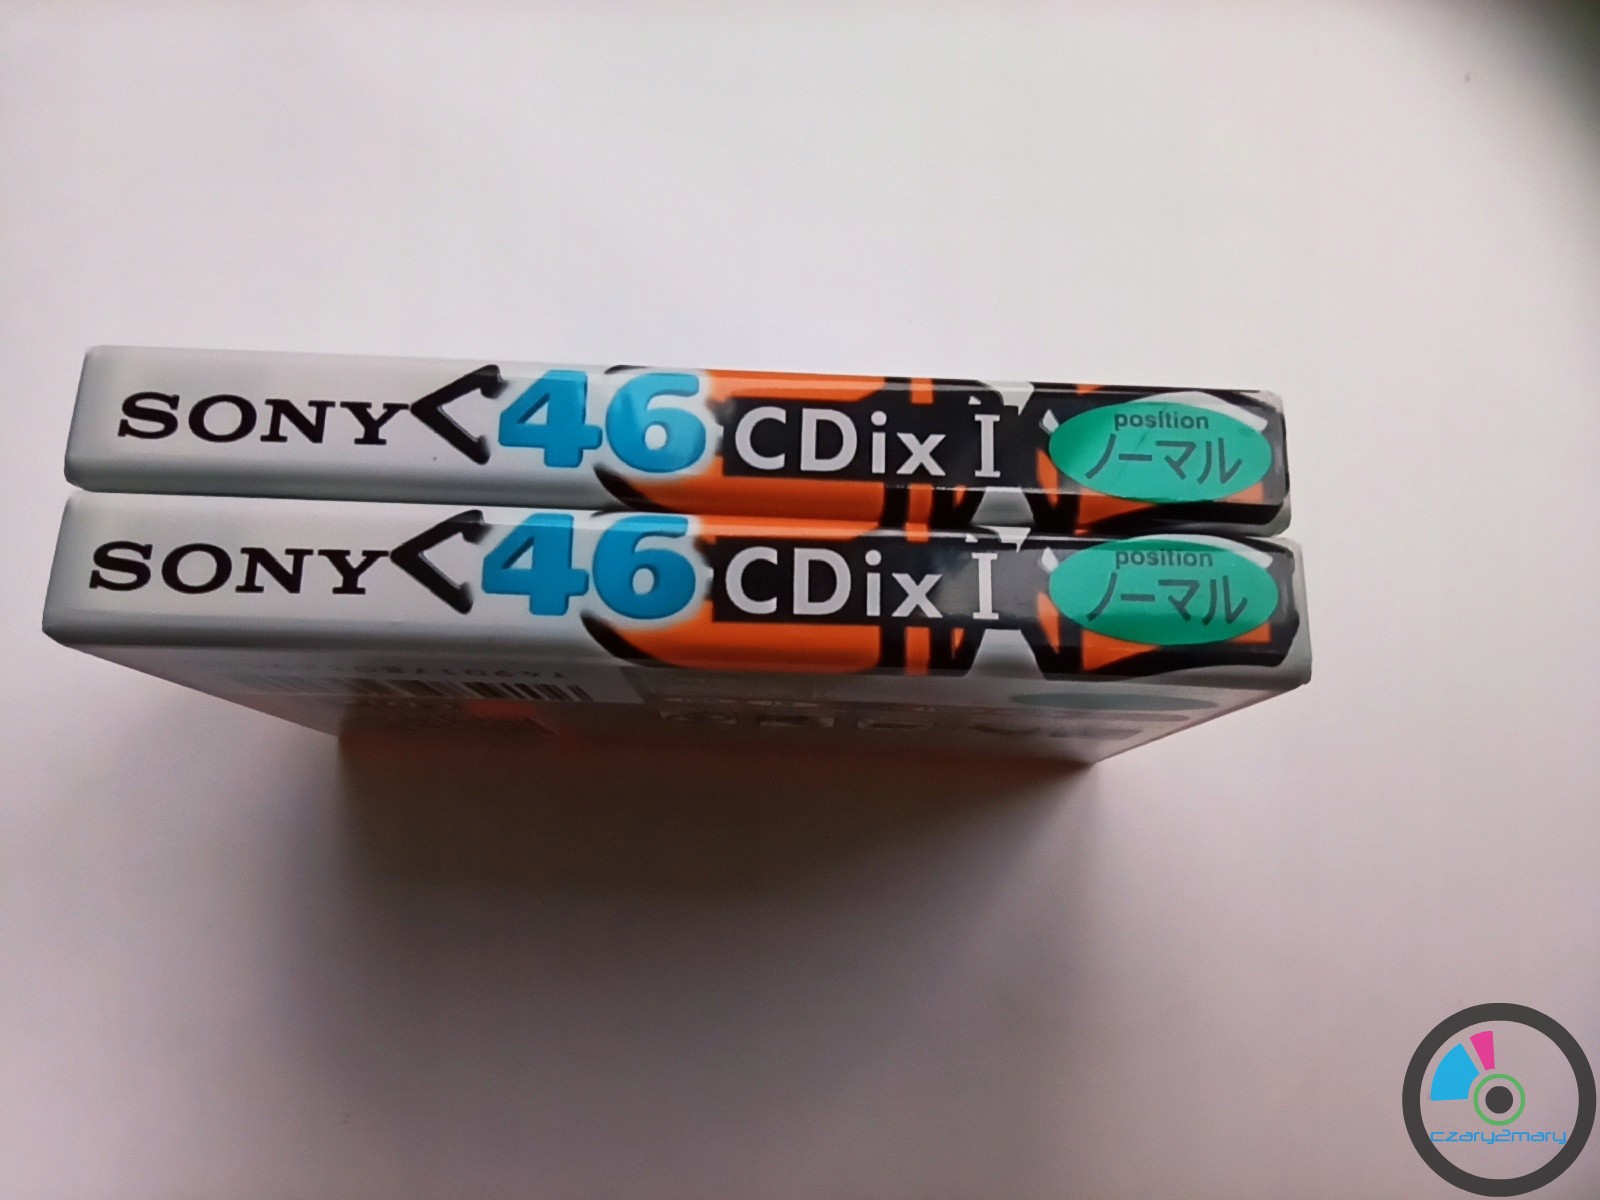 SONY 46 CDix I position ノーマル
SONY 46 CDix I position ノーマル
czary2mary